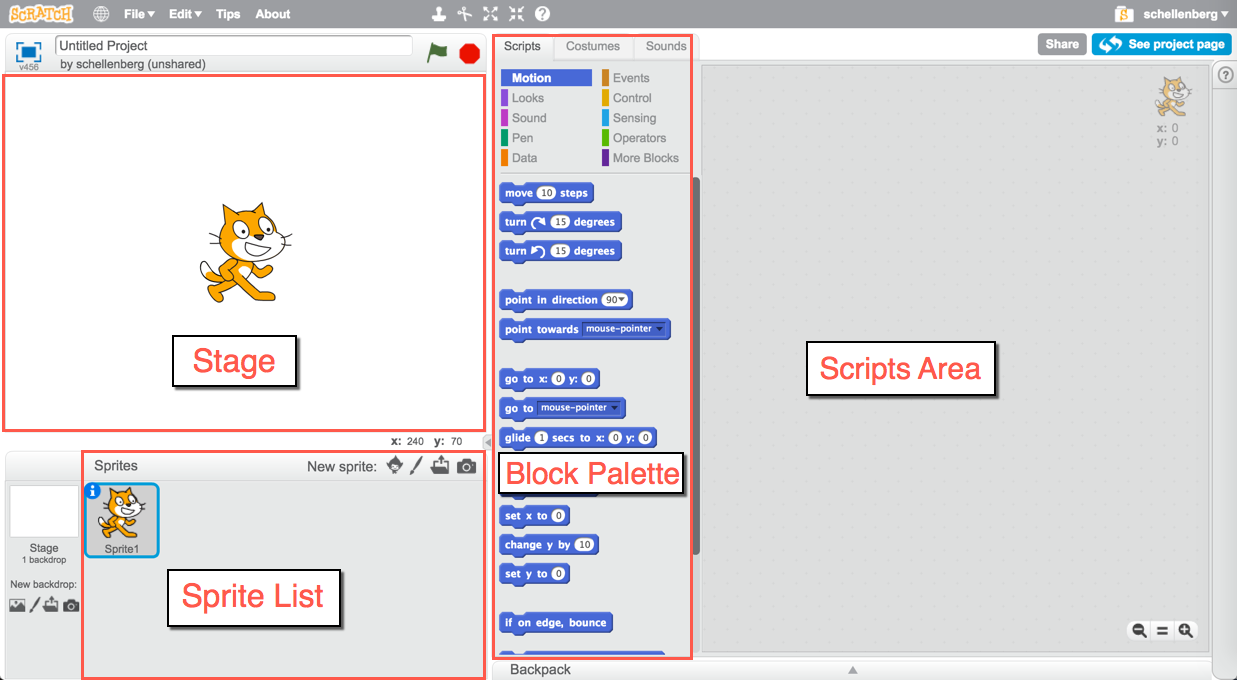 SCRATCH
File▼ Edit▼ Tips About
schellenberg▼
v456
Untitled Project
by schellenberg (unshared)
Scripts Costumes Sounds
Share
See project page
Motion
Looks
Sound
Pen
Data
Events
Control
Sensing
Operators
More Blocks
x: 0
y: 0
move 10 steps
turn 15 degrees
turn 15 degrees
point in direction 90▼
point towards mouse-pointer
go to x: 0 y: 0
go to mouse-pointer
glide 1 secs to x: 0 y: 0
Block Palette
set x to 0
change y by 10
set y to 0
if on edge, bounce
Stage
Scripts Area
x: 240 y: 70
Sprites
New sprite:
Sprite1
Stage
1 backdrop
New backdrop:
Sprite List
Backpack